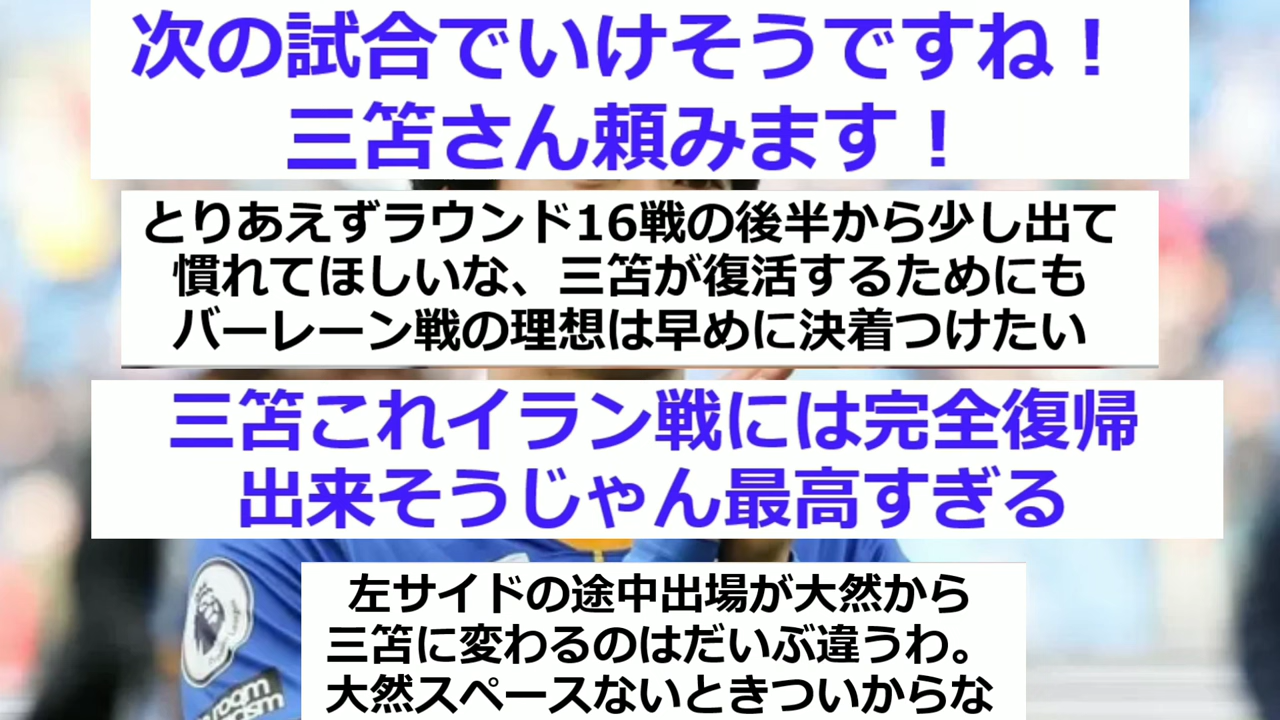 次の試合でいけそうですね！
三笘さん頼みます！
とりあえずラウンド16戦の後半から少し出て
慣れてほしいな、三笘が復活するためにも
バーレーン戦の理想は早めに決着つけたい
三笘これイラン戦には完全復帰
出来そうじゃん最高すぎる
左サイドの途中出場が大然から
三笘に変わるのはだいぶ違うわ。
大然スペースないときついからな
room